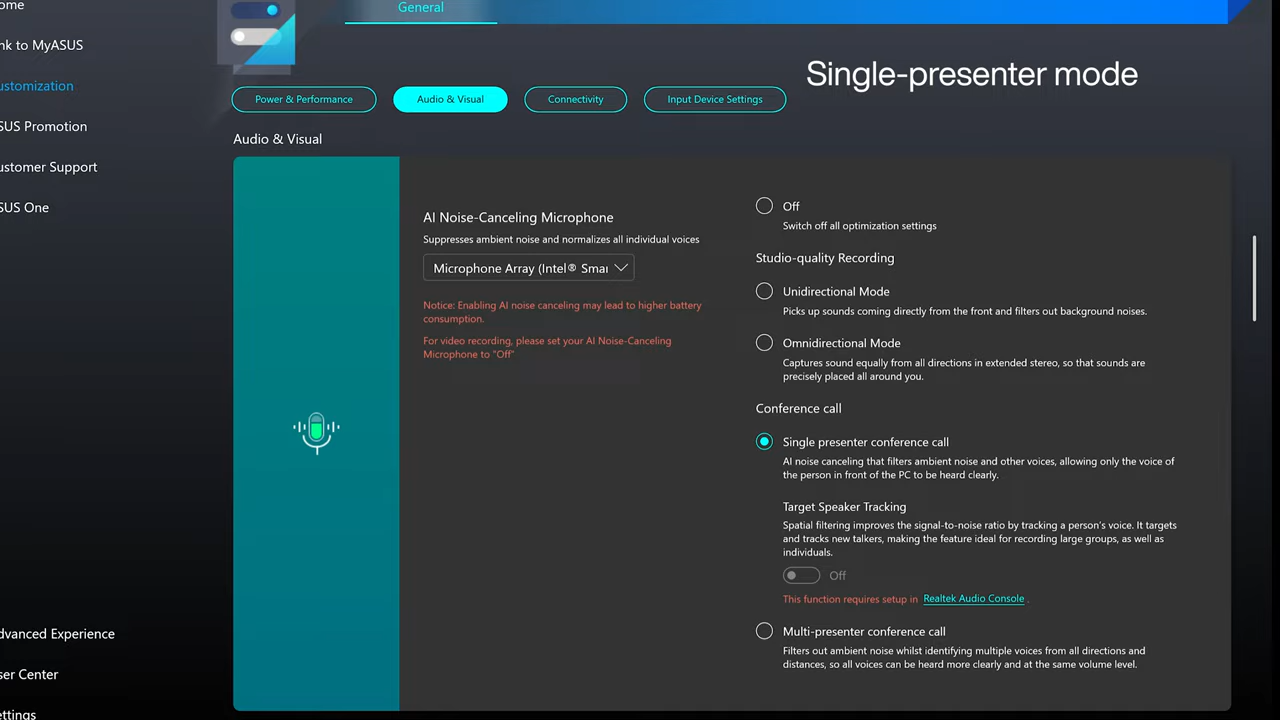 ome
General
nk to MyASUS
Single-presenter mode
ustomization
Power & Performance
Audio & Visual
Connectivity
Input Device Settings
SUS Promotion
Audio & Visual
ustomer Support
SUS One
AI Noise-Canceling Microphone
Suppresses ambient noise and normalizes all individual voices
Microphone Array (Intel® Smar
Notice: Enabling AI noise canceling may lead to higher battery
consumption.
For video recording, please set your AI Noise-Canceling
Microphone to "Off"
Off
Switch off all optimization settings
Studio-quality Recording
Unidirectional Mode
Picks up sounds coming directly from the front and filters out background noises.
Omnidirectional Mode
Captures sound equally from all directions in extended stereo, so that sounds are
precisely placed all around you.
Conference call
Single presenter conference call
AI noise canceling that filters ambient noise and other voices, allowing only the voice of
the person in front of the PC to be heard clearly.
Target Speaker Tracking
Spatial filtering improves the signal-to-noise ratio by tracking a person's voice. It targets
and tracks new talkers, making the feature ideal for recording large groups, as well as
individuals.
Off
This function requires setup in Realtek Audio Console .
Multi-presenter conference call
Filters out ambient noise whilst identifying multiple voices from all directions and
distances, so all voices can be heard more clearly and at the same volume level.
dvanced Experience
ser Center
ettings